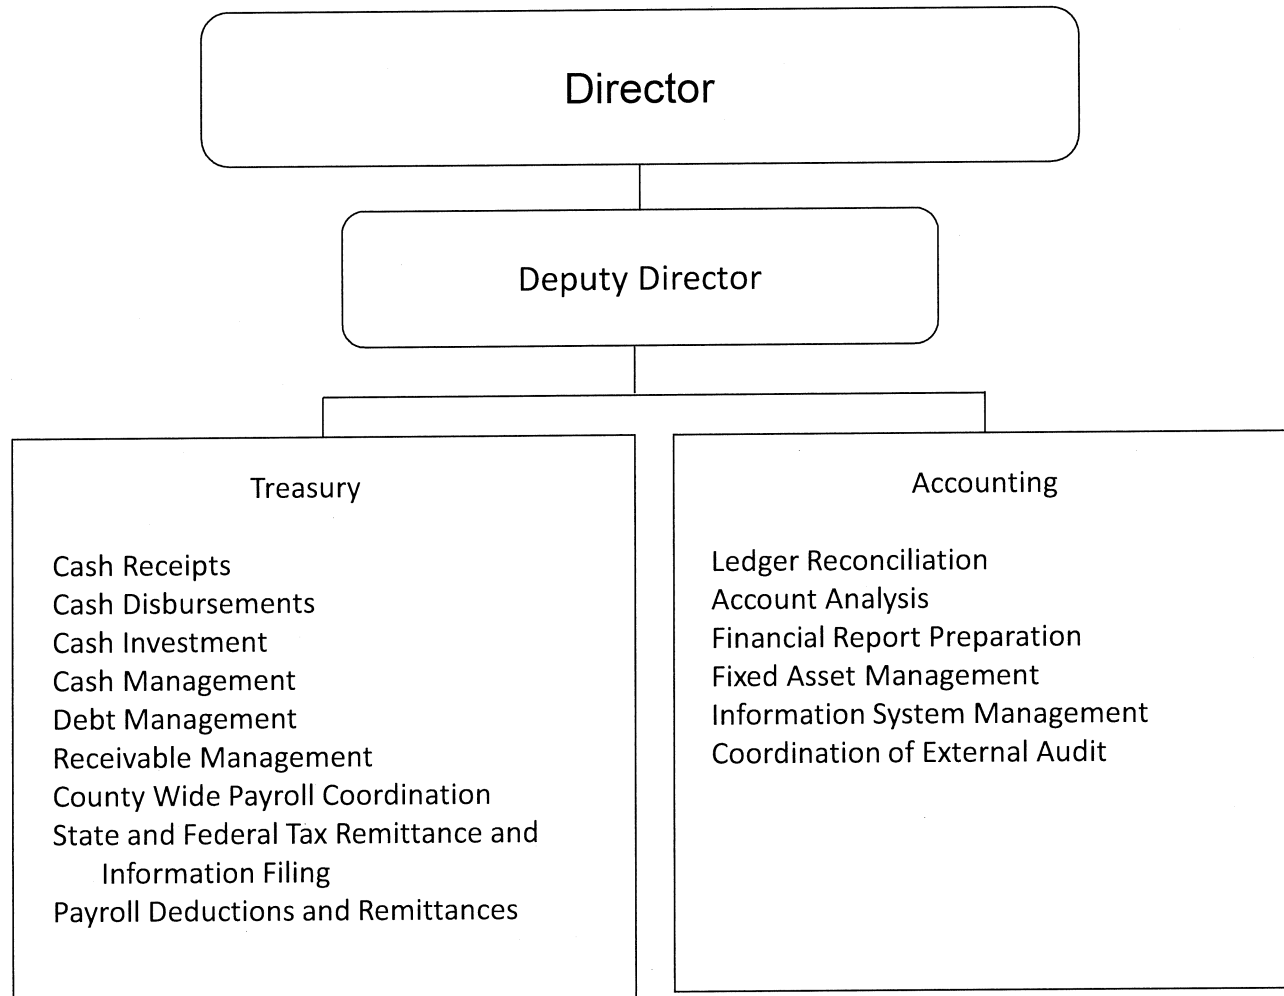 Director
Deputy Director
Treasury
Cash Receipts
Cash Disbursements
Cash Investment
Cash Management
Debt Management
Receivable Management
County Wide Payroll Coordination
State and Federal Tax Remittance and
Information Filing
Payroll Deductions and Remittances
Accounting
Ledger Reconciliation
Account Analysis
Financial Report Preparation
Fixed Asset Management
Information System Management
Coordination of External Audit